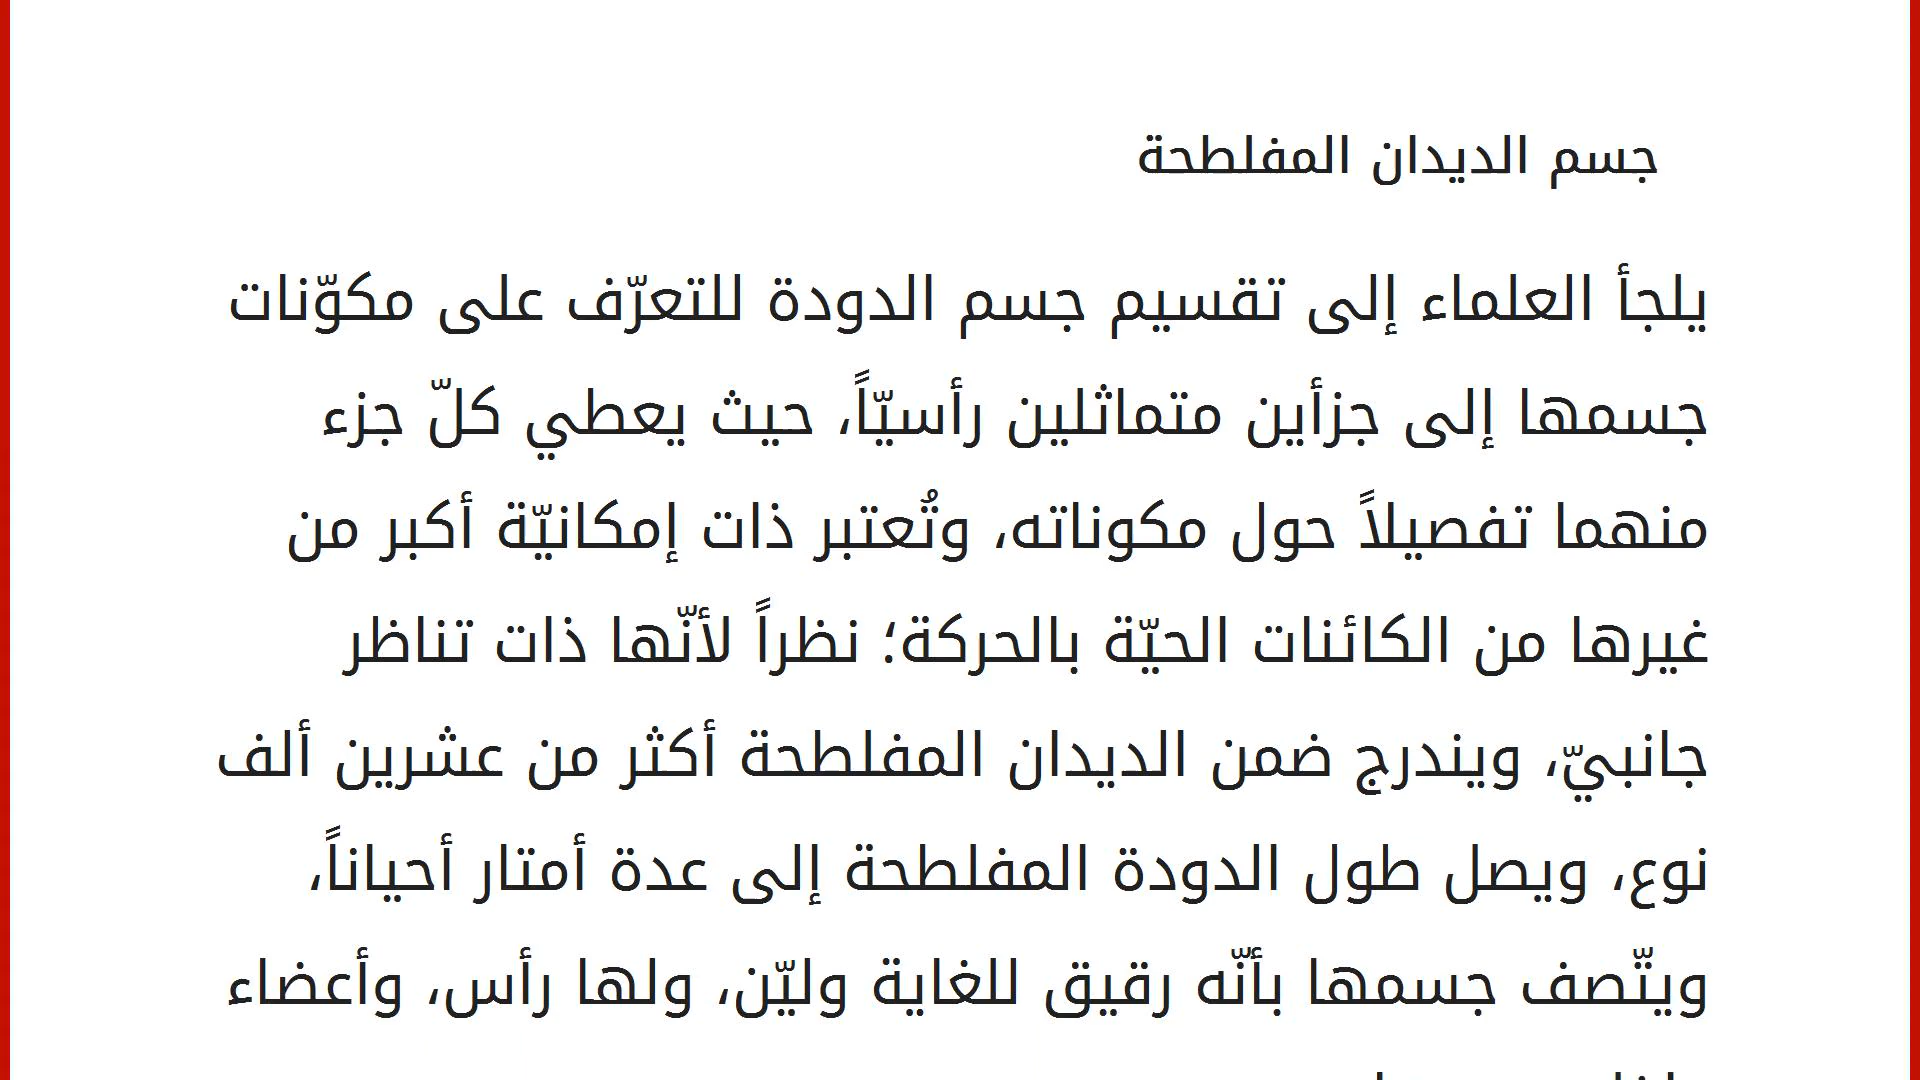 جسم الديدان المفلطحة
يلجأ العلماء إلى تقسيم جسم الدودة للتعرّف على مكوّنات
جسمها إلى جزأين متماثلين رأسيّاً، حيث يعطي كلّ جزء
منهما تفصيلاً حول مكوناته، وتُعتبر ذات إمكانيّة أكبر من
غيرها من الكائنات الحيّة بالحركة؛ نظراً لأنّها ذات تناظر
جانبيّ، ويندرج ضمن الديدان المفلطحة أكثر من عشرين ألف
نوع، ويصل طول الدودة المفلطحة إلى عدة أمتار أحياناً،
ويتّصف جسمها بأنّه رقيق للغاية وليّن، ولها رأس، وأعضاء